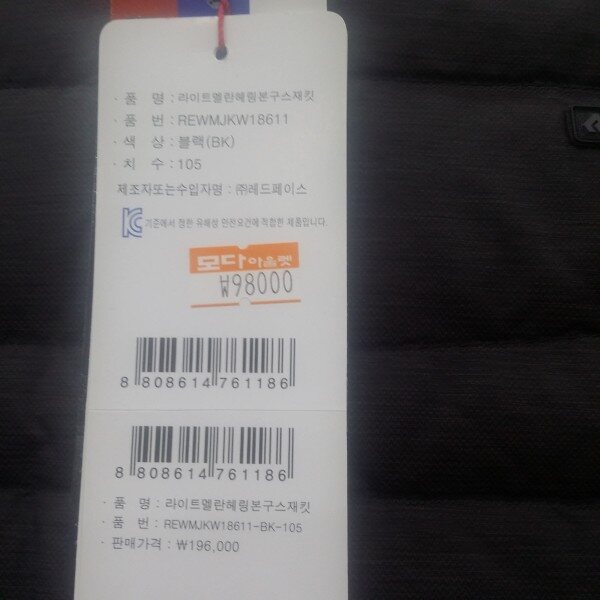 · 품 명 : 라이트멜란헤링본구스재킷
· 품 번 : REWMJKW18611
· 색 상 : 블랙(BK)
· 치 수 : 105
제조자또는수입자명 : ㈜레드페이스
KC 기준에서 정한 유해성 안전요건에 적합한 제품입니다.
모다아울렛
₩98000
8 808614 761186
8 808614 761186
· 품 명 : 라이트멜란헤링본구스재킷
· 품 번 : REWMJKW18611-BK-105
· 판매가격 : ₩196,000